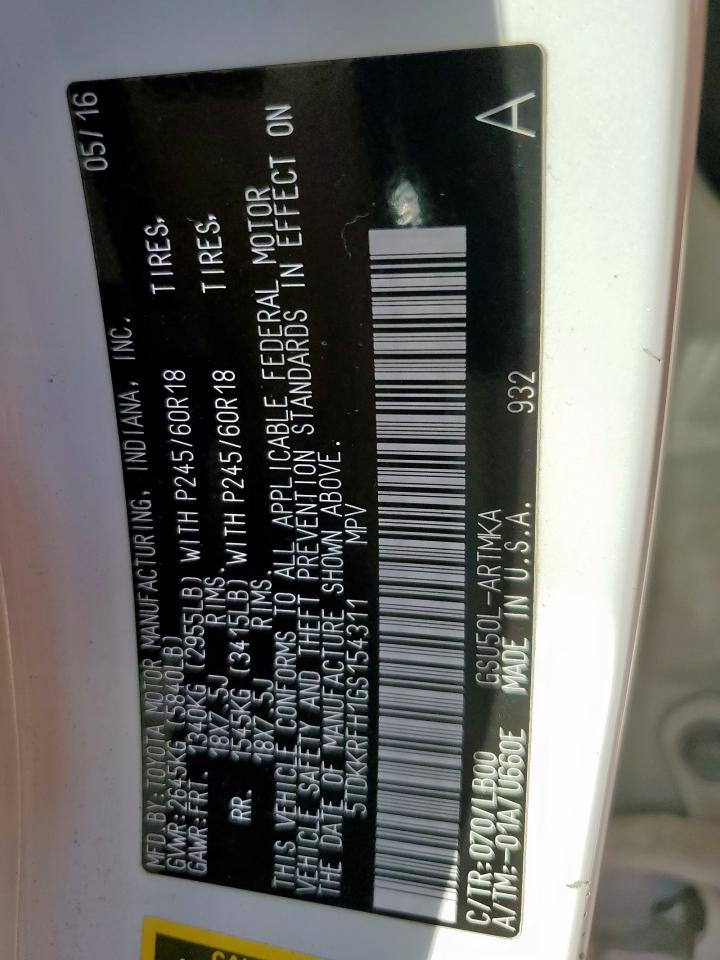 MFD.BY:TOYOTA MOTOR MANUFACTURING, INDIANA, INC. 05/16
GVWR:2645KG (5840LB)
GAWR:FRT. 1340KG (2955LB) WITH P245/60R18 TIRES,
18X7.5J RIMS.
RR. 1545KG (3415LB) WITH P245/60R18 TIRES,
18X7.5J RIMS.
THIS VEHICLE CONFORMS TO ALL APPLICABLE FEDERAL MOTOR
VEHICLE SAFETY AND THEFT PREVENTION STANDARDS IN EFFECT ON
THE DATE OF MANUFACTURE SHOWN ABOVE.
5TDKKRFH1GS154311 MPV
C/TR:070/LB00 GSU50L-ARTMKA
A/TM:-01A/U660E MADE IN U.S.A. 932 A